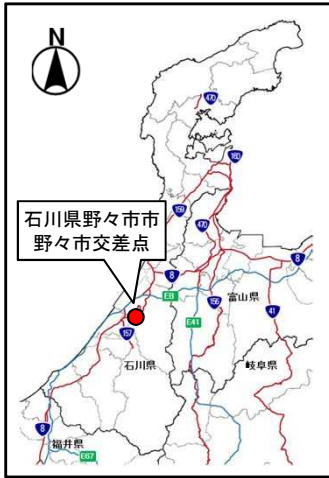 N
470
160
159
470
石川県野々市市
野々市交差点
8
8
E8
156
富山県
E41
41
157
石川県
岐阜県
8
福井県
E67